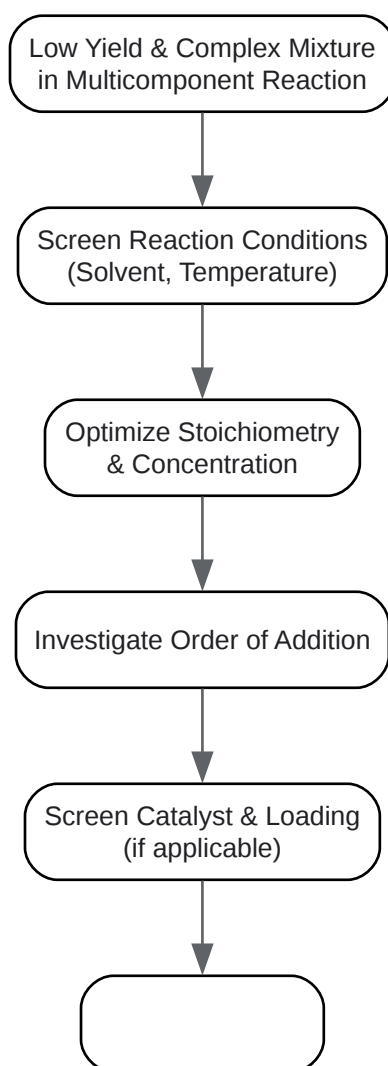 Low Yield & Complex Mixture
in Multicomponent Reaction
Screen Reaction Conditions
(Solvent, Temperature)
Optimize Stoichiometry
& Concentration
Investigate Order of Addition
Screen Catalyst & Loading
(if applicable)